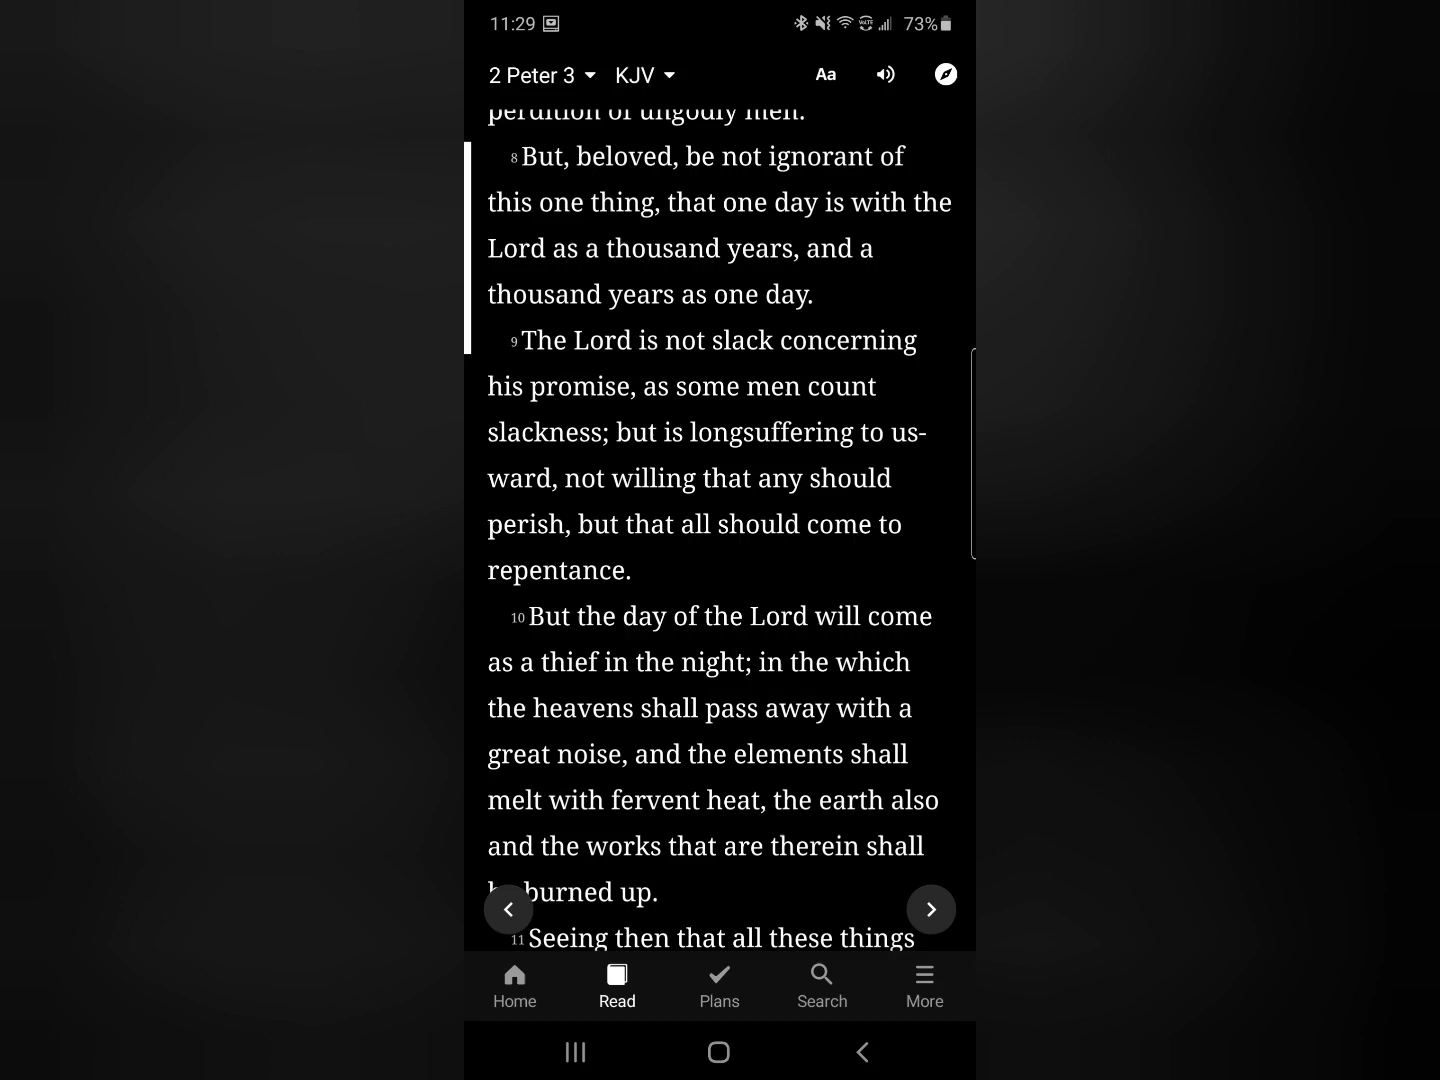 11:29
73%
2 Peter 3 KJV Aa
perdition of ungodly men.
8 But, beloved, be not ignorant of
this one thing, that one day is with the
Lord as a thousand years, and a
thousand years as one day.
9 The Lord is not slack concerning
his promise, as some men count
slackness; but is longsuffering to us-
ward, not willing that any should
perish, but that all should come to
repentance.
10 But the day of the Lord will come
as a thief in the night; in the which
the heavens shall pass away with a
great noise, and the elements shall
melt with fervent heat, the earth also
and the works that are therein shall
burned up.
11 Seeing then that all these things
Home Read Plans Search More